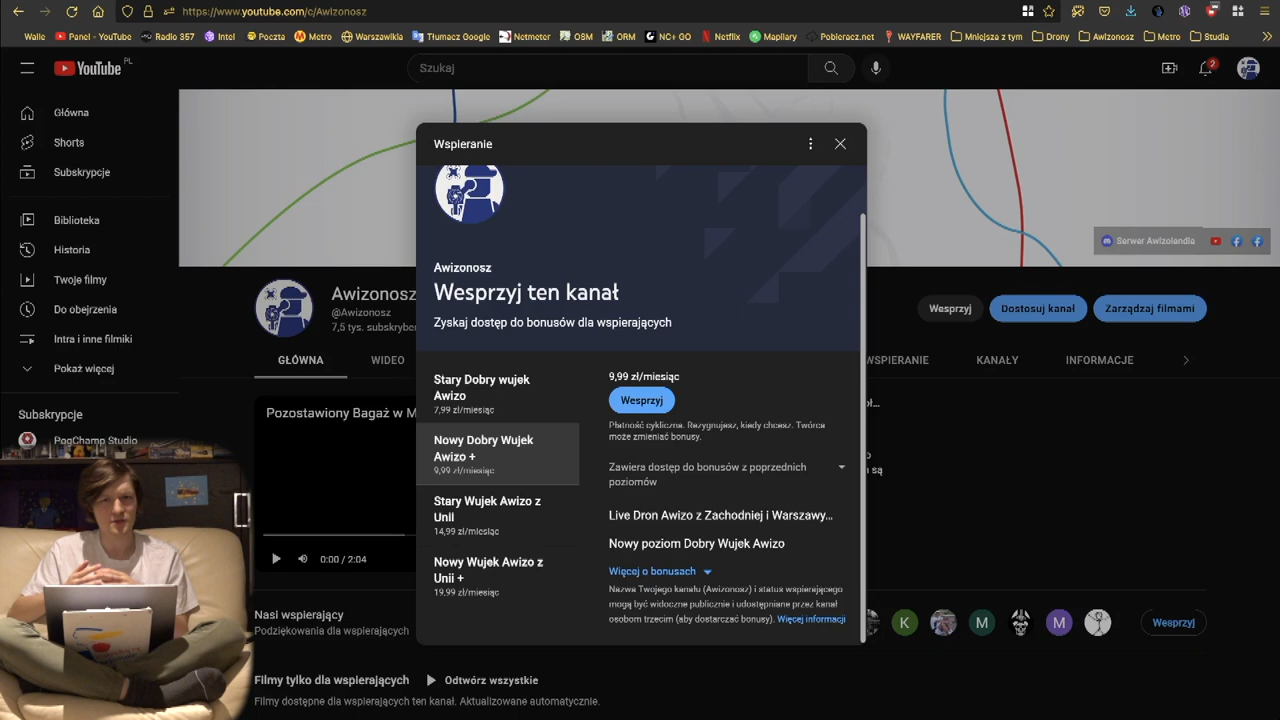 https://www.youtube.com/c/Awizonosz
Walle
Panel - YouTube
Radio 357
Intel
Poczta
Metro
Warszawikia
Tłumacz Google
Netmoter
OSM
ORM
NC+ GO
Netflix
Mapilary
Pobieracz.net
WAYFARER
Mniejsza z tym
Drony
Awizonosz
Metro
Studia
YouTube PL
Szukaj
2
Główna
Shorts
Subskrypcje
Biblioteka
Historia
Twoje filmy
Do obejrzenia
Intra i inne filmiki
Pokaż więcej
Subskrypcje
PogChamp Studio
Serwer Awizolandia
Awizonosz
@Awizonosz
7,5 tys. subskryben
Wesprzyj
Dostosuj kanał
Zarządzaj filmami
GŁÓWNA
WIDEO
WSPIERANIE
KANAŁY
INFORMACJE
Pozostawiony Bagaż w M
0:00 / 2:04
Wspieranie
Awizonosz
Wesprzyj ten kanał
Zyskaj dostęp do bonusów dla wspierających
Stary Dobry wujek
Awizo
7,99 zł/miesiąc
Nowy Dobry Wujek
Awizo +
9,99 zł/miesiąc
Stary Wujek Awizo z
Unii
14,99 zł/miesiąc
Nowy Wujek Awizo z
Unii +
19,99 zł/miesiąc
9,99 zł/miesiąc
Wesprzyj
Płatność cykliczna. Rezygnujesz, kiedy chcesz. Twórca
może zmieniać bonusy.
Zawiera dostęp do bonusów z poprzednich
poziomów
Live Dron Awizo z Zachodniej i Warszawy...
Nowy poziom Dobry Wujek Awizo
Więcej o bonusach
Nazwa Twojego kanału (Awizonosz) i status wspierającego
mogą być widoczne publicznie i udostępniane przez kanał
osobom trzecim (aby dostarczać bonusy). Więcej informacji
ł...
o
i są
Nasi wspierający
Podziękowania dla wspierających
K
M
M
Wesprzyj
Filmy tylko dla wspierających
Odtwórz wszystkie
Filmy dostępne dla wspierających ten kanał. Aktualizowane automatycznie.